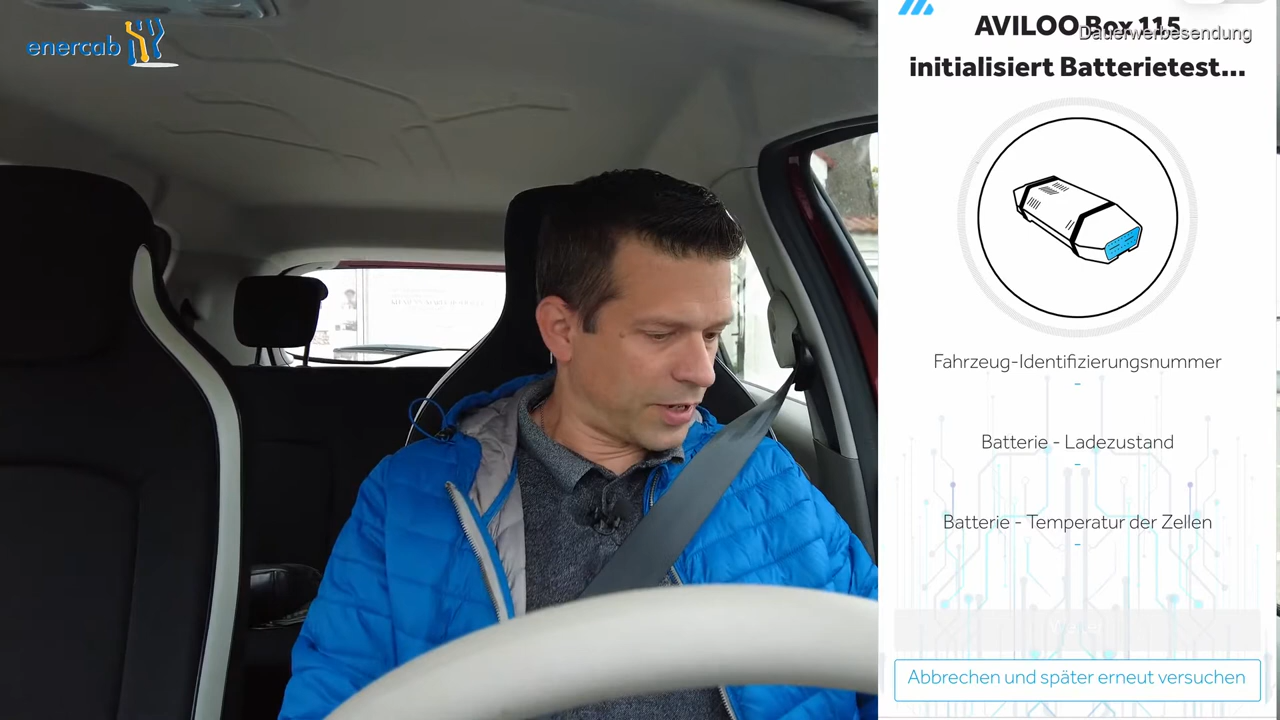 enercab
AVILOO Box 115
Dauerwerbesendung
initialisiert Batterietest...
Fahrzeug-Identifizierungsnummer
-
Batterie - Ladezustand
-
Batterie - Temperatur der Zellen
-
Abbrechen und später erneut versuchen